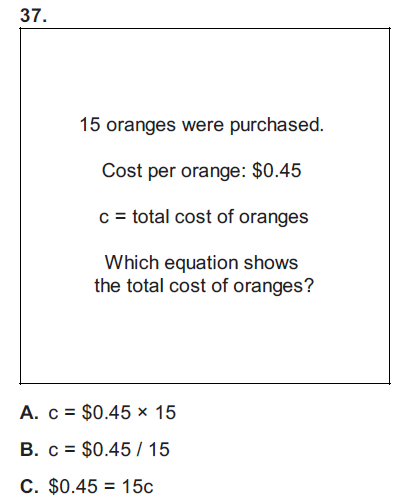 37.
15 oranges were purchased.
Cost per orange: $0.45
c = total cost of oranges
Which equation shows
the total cost of oranges?
A. c = $0.45 × 15
B. c = $0.45 / 15
C. $0.45 = 15c